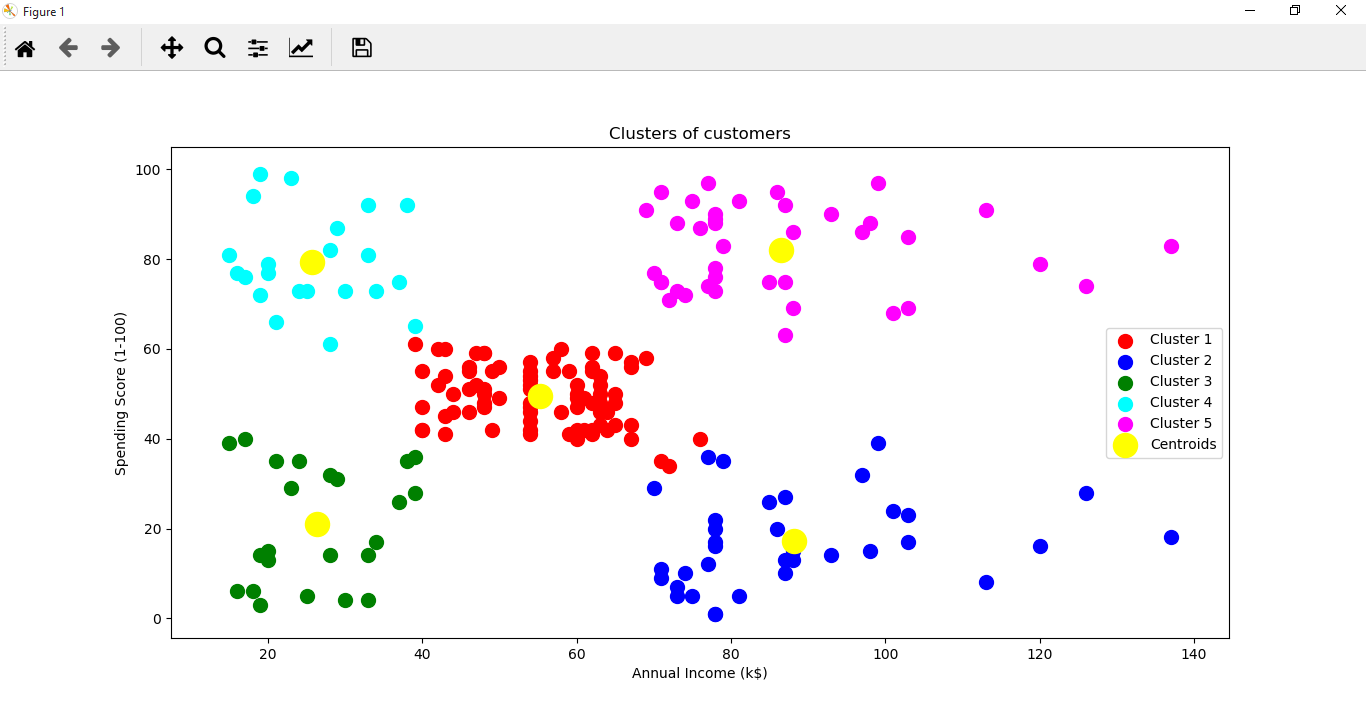 Figure 1
Clusters of customers
100
80
60
40
20
0
Spending Score (1-100)
20 40 60 80 100 120 140
Annual Income (k$)
Cluster 1
Cluster 2
Cluster 3
Cluster 4
Cluster 5
Centroids